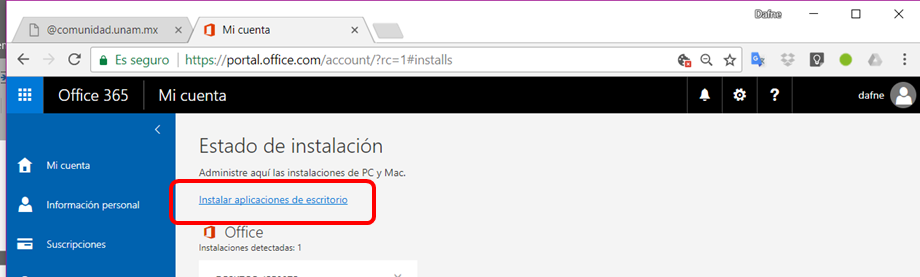 Dafne
@comunidad.unam.mx
Mi cuenta
Es seguro
https://portal.office.com/account/?rc=1#installs
Office 365
Mi cuenta
dafne
Estado de instalación
Administre aquí las instalaciones de PC y Mac.
Mi cuenta
Instalar aplicaciones de escritorio
Información personal
Office
Suscripciones
Instalaciones detectadas: 1